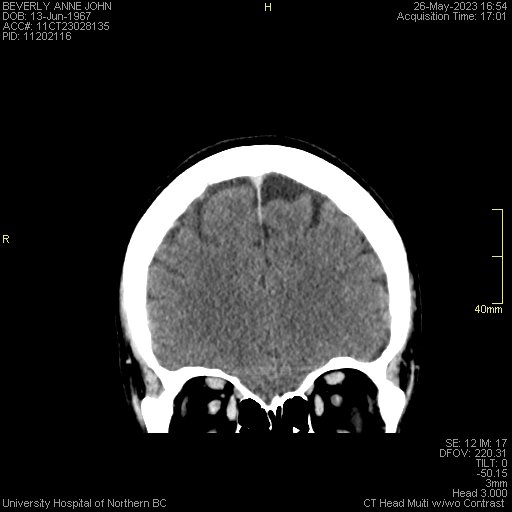 BEVERLY ANNE JOHN
DOB: 13-Jun-1967
ACC#: 11CT23028135
PID: 11202116
H
26-May-2023 16:54
Acquisition Time: 17:01
R
40mm
SE: 12 IM: 17
DFOV: 220.31
TILT: 0
-50.15
3mm
Head 3.000
University Hospital of Northern BC
CT Head Multi w/wo Contrast